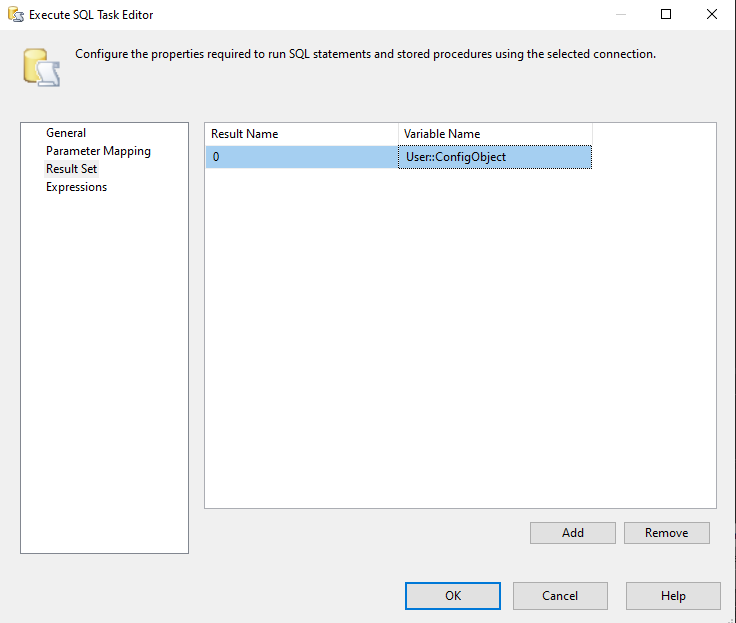 Execute SQL Task Editor
Configure the properties required to run SQL statements and stored procedures using the selected connection.
General
Parameter Mapping
Result Set
Expressions
Result Name Variable Name
0 User::ConfigObject
Add Remove
OK Cancel Help